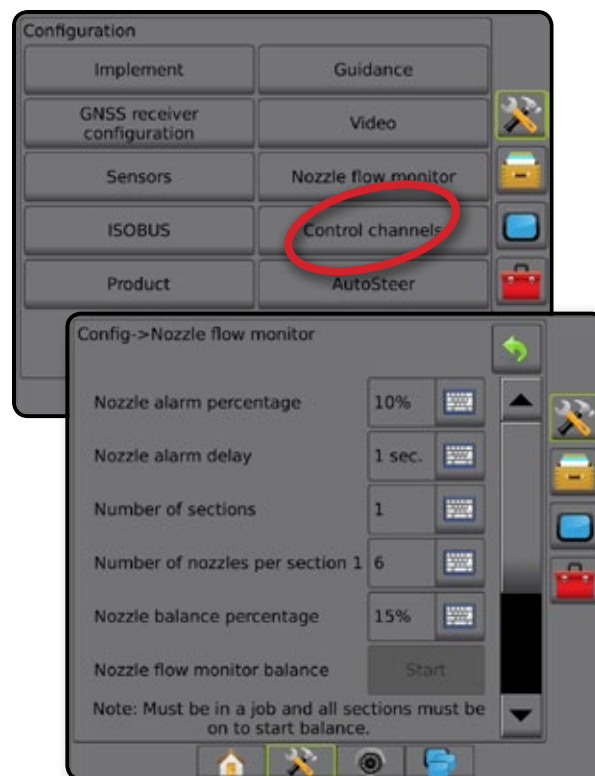 Configuration
Implement
Guidance
GNSS receiver
configuration
Video
Sensors
Nozzle flow monitor
ISOBUS
Control channels
Product
AutoSteer
Config->Nozzle flow monitor
Nozzle alarm percentage 10%
Nozzle alarm delay 1 sec.
Number of sections 1
Number of nozzles per section 1 6
Nozzle balance percentage 15%
Nozzle flow monitor balance Start
Note: Must be in a job and all sections must be
on to start balance.